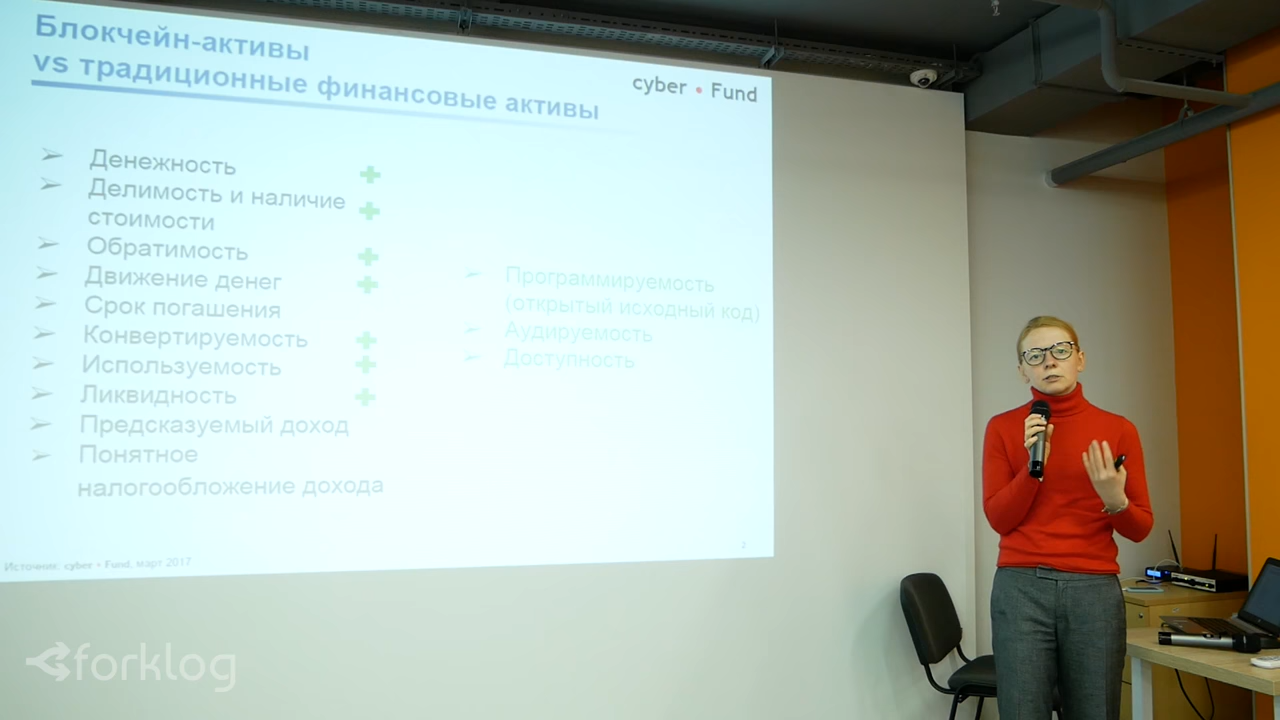 Блокчейн-активы
vs традиционные финансовые активы
cyber • Fund
➢ Денежность
➢ Делимость и наличие
стоимости
➢ Обратимость
➢ Движение денег
➢ Срок погашения
➢ Конвертируемость
➢ Используемость
➢ Ликвидность
➢ Предсказуемый доход
➢ Понятное
налогообложение дохода
➢ Программируемость
(открытый исходный код)
➢ Аудируемость
➢ Доступность
2
Источник: cyber • Fund, март 2017
forklog